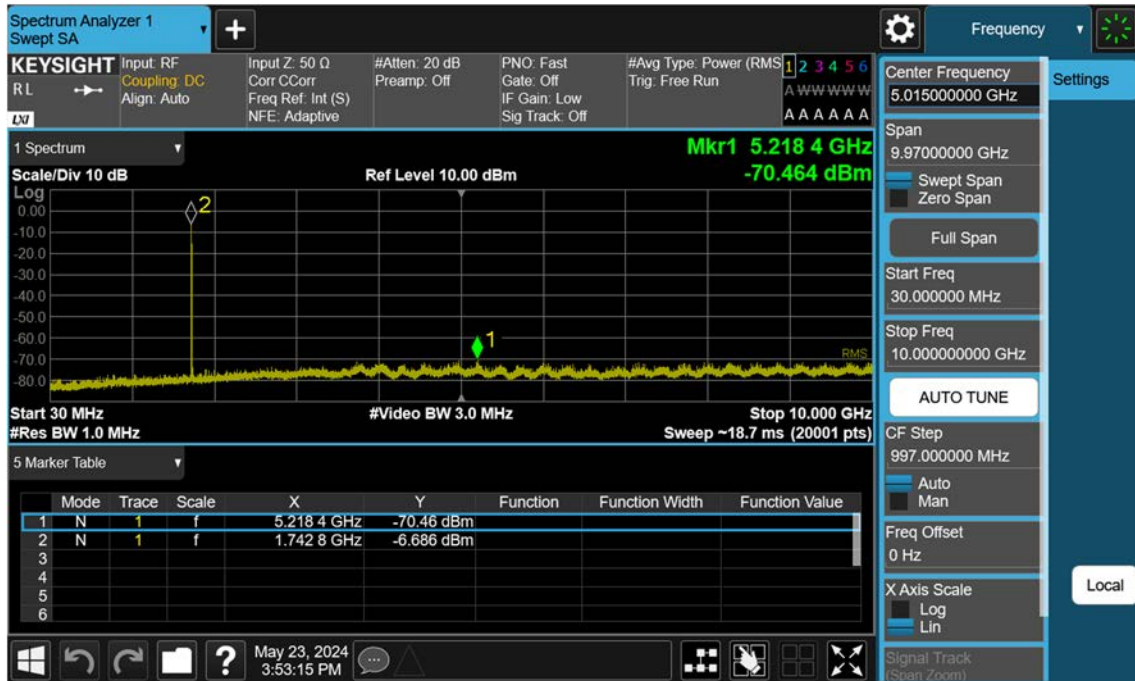 Spectrum Analyzer 1
Swept SA
+
Frequency
KEYSIGHT
Input: RF
Input Z: 50 Ω
#Atten: 20 dB
PNO: Fast
#Avg Type: Power (RMS
1 2 3 4 5 6
R L
Coupling: DC
Corr CCorr
Preamp: Off
Gate: Off
Trig: Free Run
A W W W W W
Align: Auto
Freq Ref: Int (S)
IF Gain: Low
LXI
NFE: Adaptive
Sig Track: Off
A A A A A A
1 Spectrum
Mkr1 5.218 4 GHz
Scale/Div 10 dB
Ref Level 10.00 dBm
-70.464 dBm
Log
0.00
2
-10.0
-20.0
-30.0
-40.0
-50.0
-60.0
1
-70.0
RMS
-80.0
Start 30 MHz
#Video BW 3.0 MHz
Stop 10.000 GHz
#Res BW 1.0 MHz
Sweep ~18.7 ms (20001 pts)
5 Marker Table
Mode Trace Scale X Y Function Function Width Function Value
1 N 1 f 5.218 4 GHz -70.46 dBm
2 N 1 f 1.742 8 GHz -6.686 dBm
3
4
5
6
?
May 23, 2024
3:53:15 PM
Center Frequency
5.015000000 GHz
Settings
Span
9.97000000 GHz
Swept Span
Zero Span
Full Span
Start Freq
30.000000 MHz
Stop Freq
10.000000000 GHz
AUTO TUNE
CF Step
997.000000 MHz
Auto
Man
Freq Offset
0 Hz
X Axis Scale
Log
Lin
Local
Signal Track
(Span Zoom)